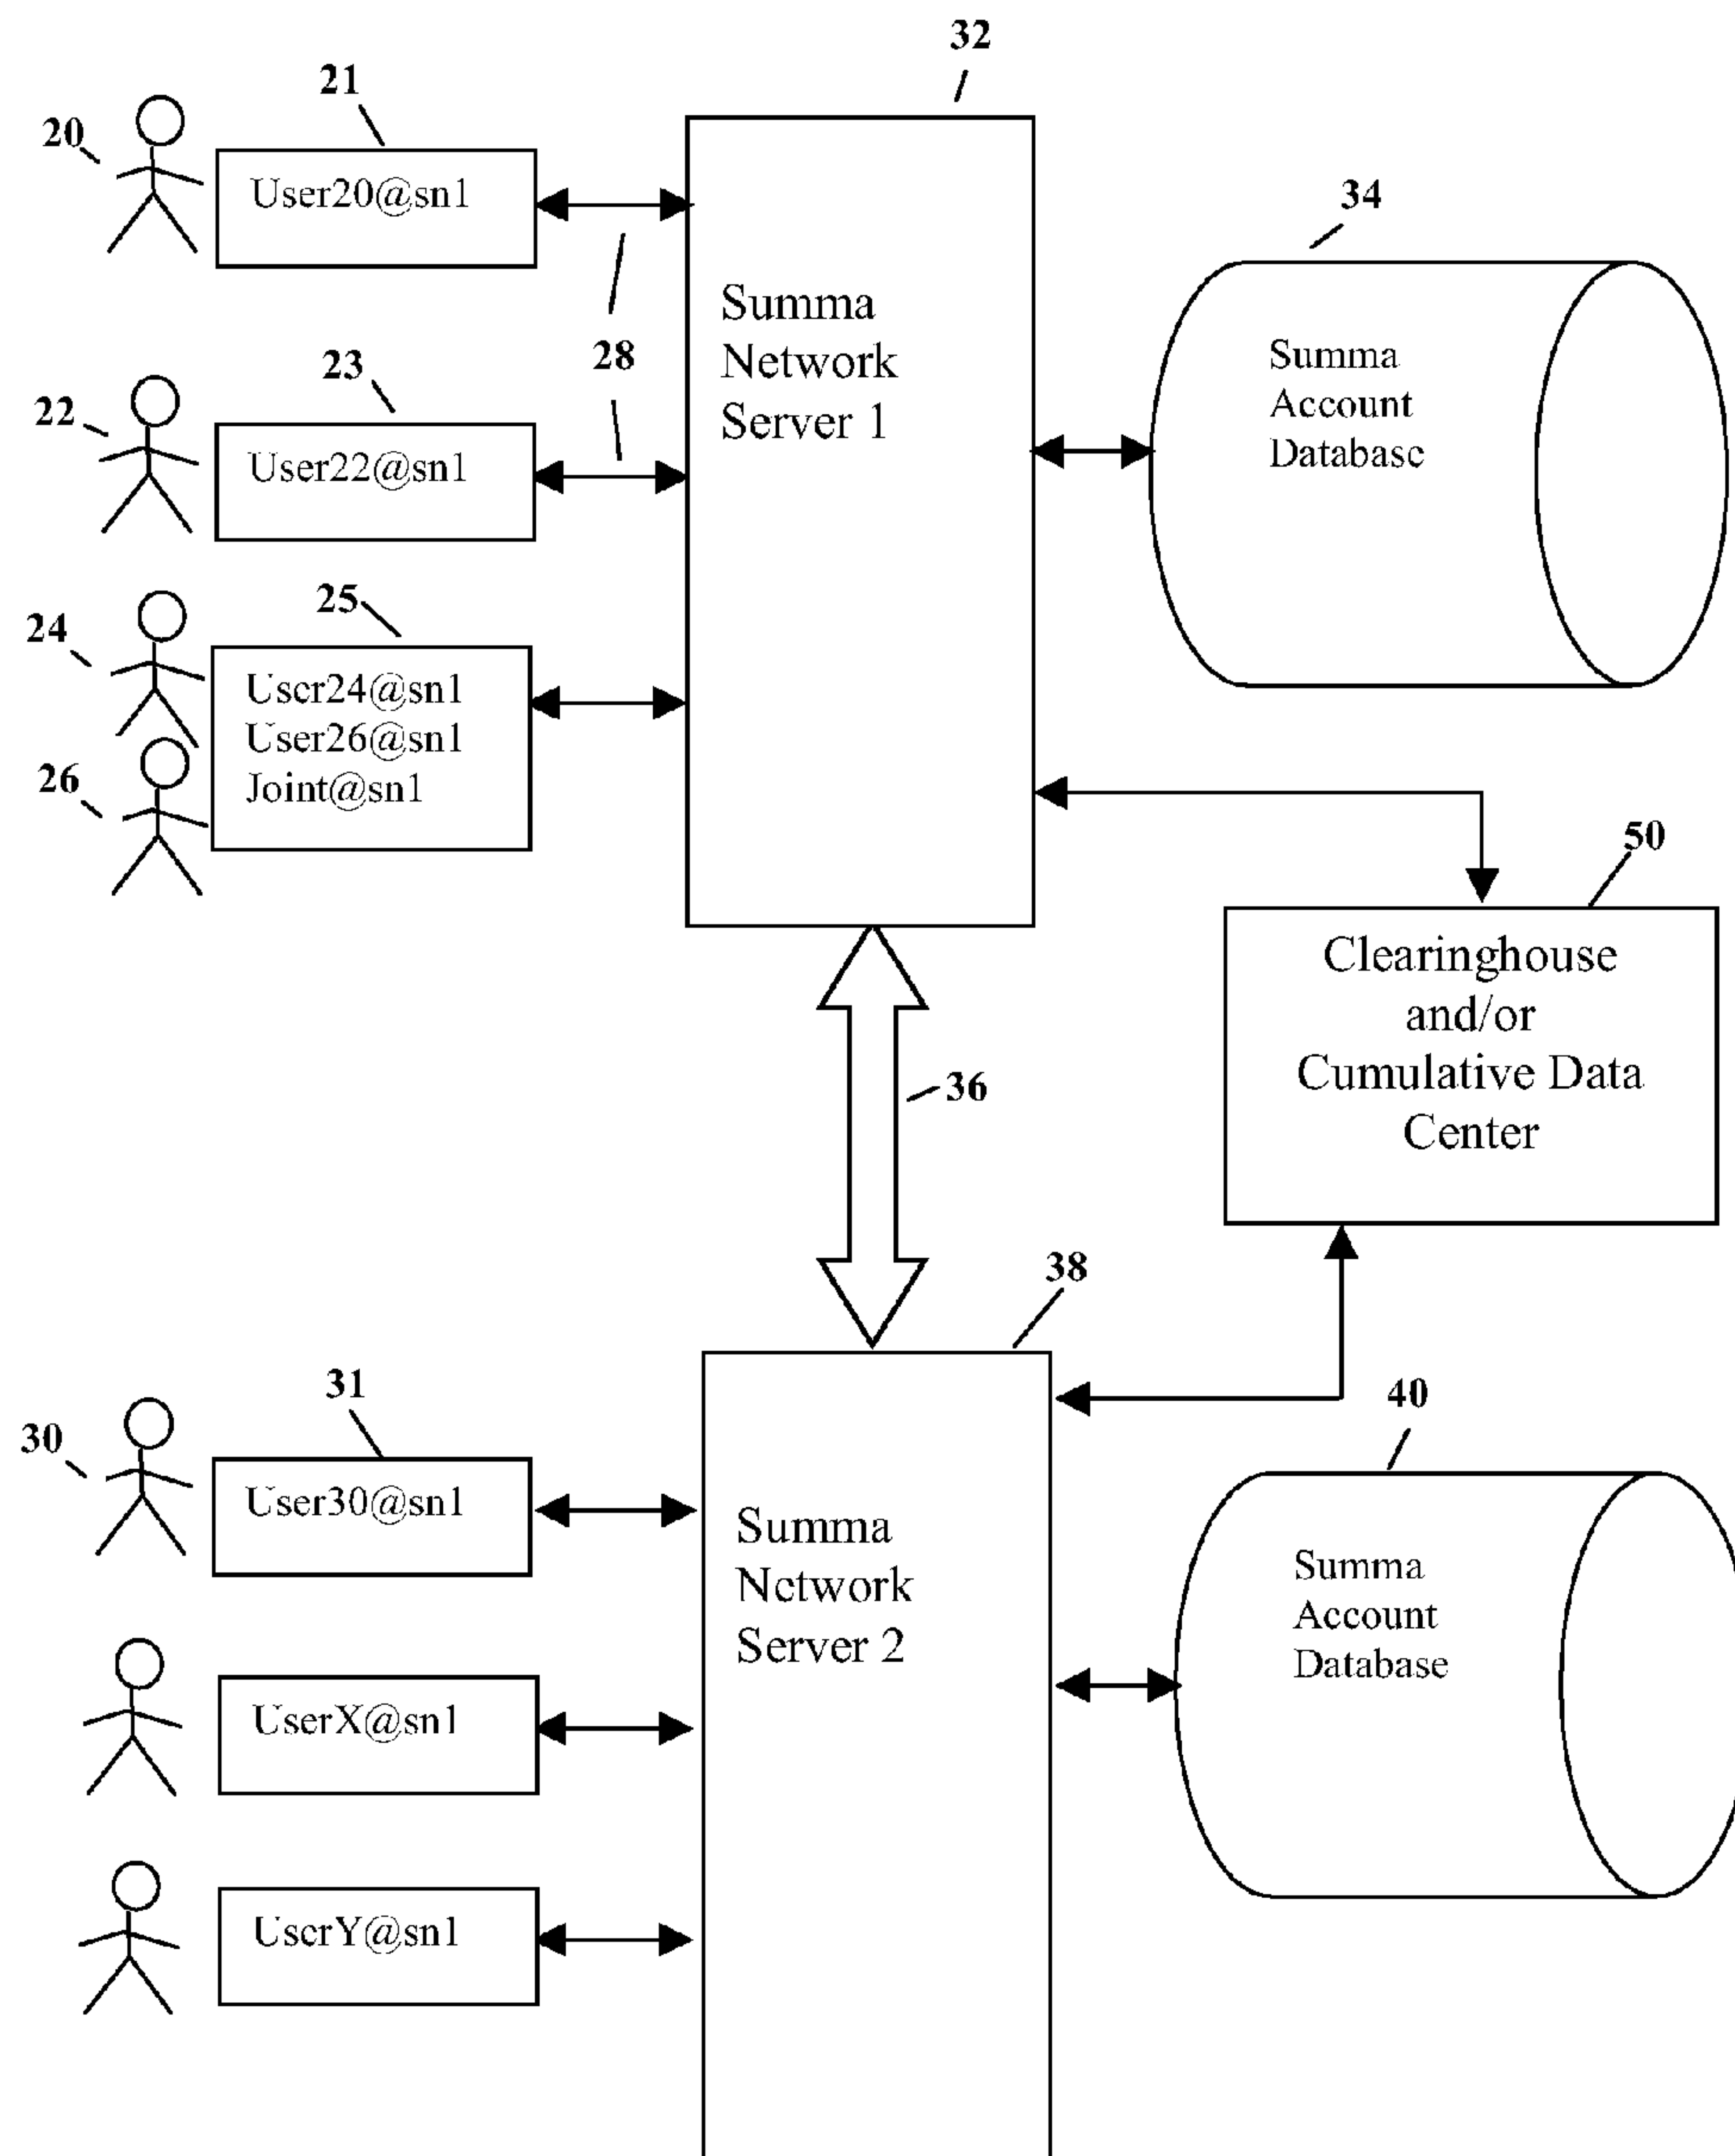 32
21
20
User20@sn1
34
Summa
Network
Server 1
28
23
22
User22@sn1
Summa
Account
Database
25
24
User24@sn1
User26@sn1
Joint@sn1
26
50
Clearinghouse
and/or
Cumulative Data
Center
36
38
31
30
User30@sn1
40
Summa
Network
Server 2
Summa
Account
Database
UserX@sn1
UserY@sn1